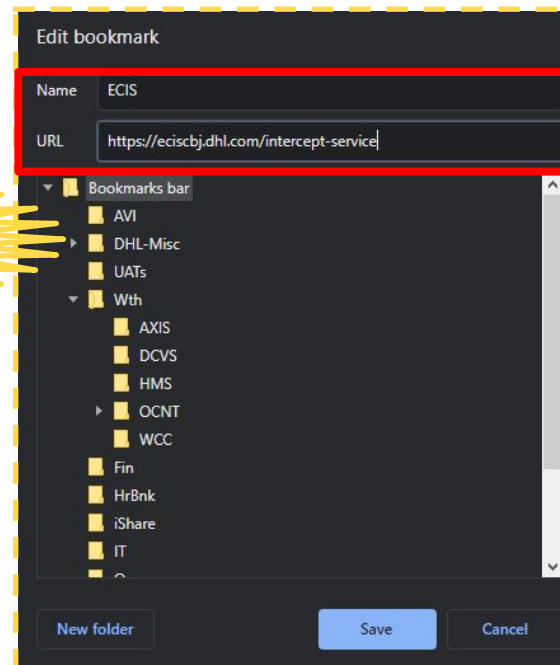 Edit bookmark
Name ECIS
URL https://eciscbj.dhl.com/intercept-service
Bookmarks bar
AVI
DHL-Misc
UATs
Wth
AXIS
DCVS
HMS
OCNT
WCC
Fin
HrBnk
iShare
IT
New folder Save Cancel